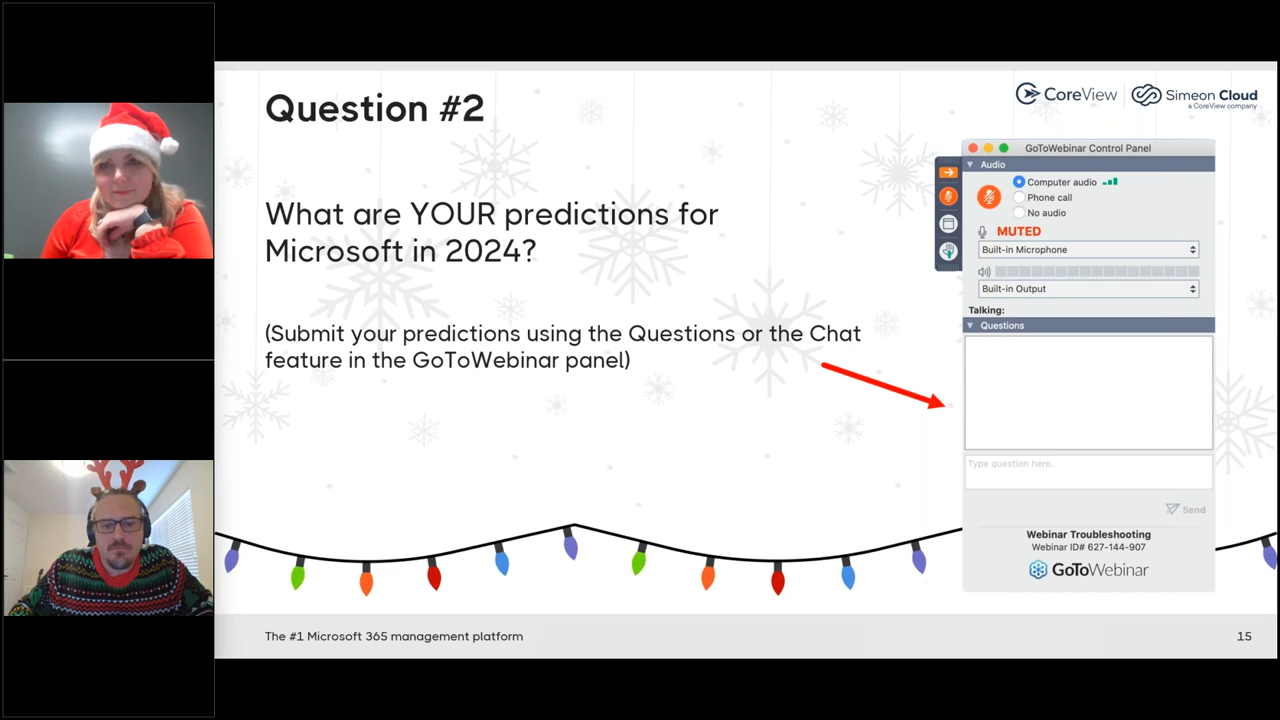 Question #2
CoreView
Simeon Cloud
a CoreView company
What are YOUR predictions for
Microsoft in 2024?
(Submit your predictions using the Questions or the Chat
feature in the GoToWebinar panel)
GoToWebinar Control Panel
Audio
Computer audio
Phone call
No audio
MUTED
Built-in Microphone
Built-in Output
Talking:
Questions
Type question here.
Send
Webinar Troubleshooting
Webinar ID# 627-144-907
GoToWebinar
The #1 Microsoft 365 management platform
15